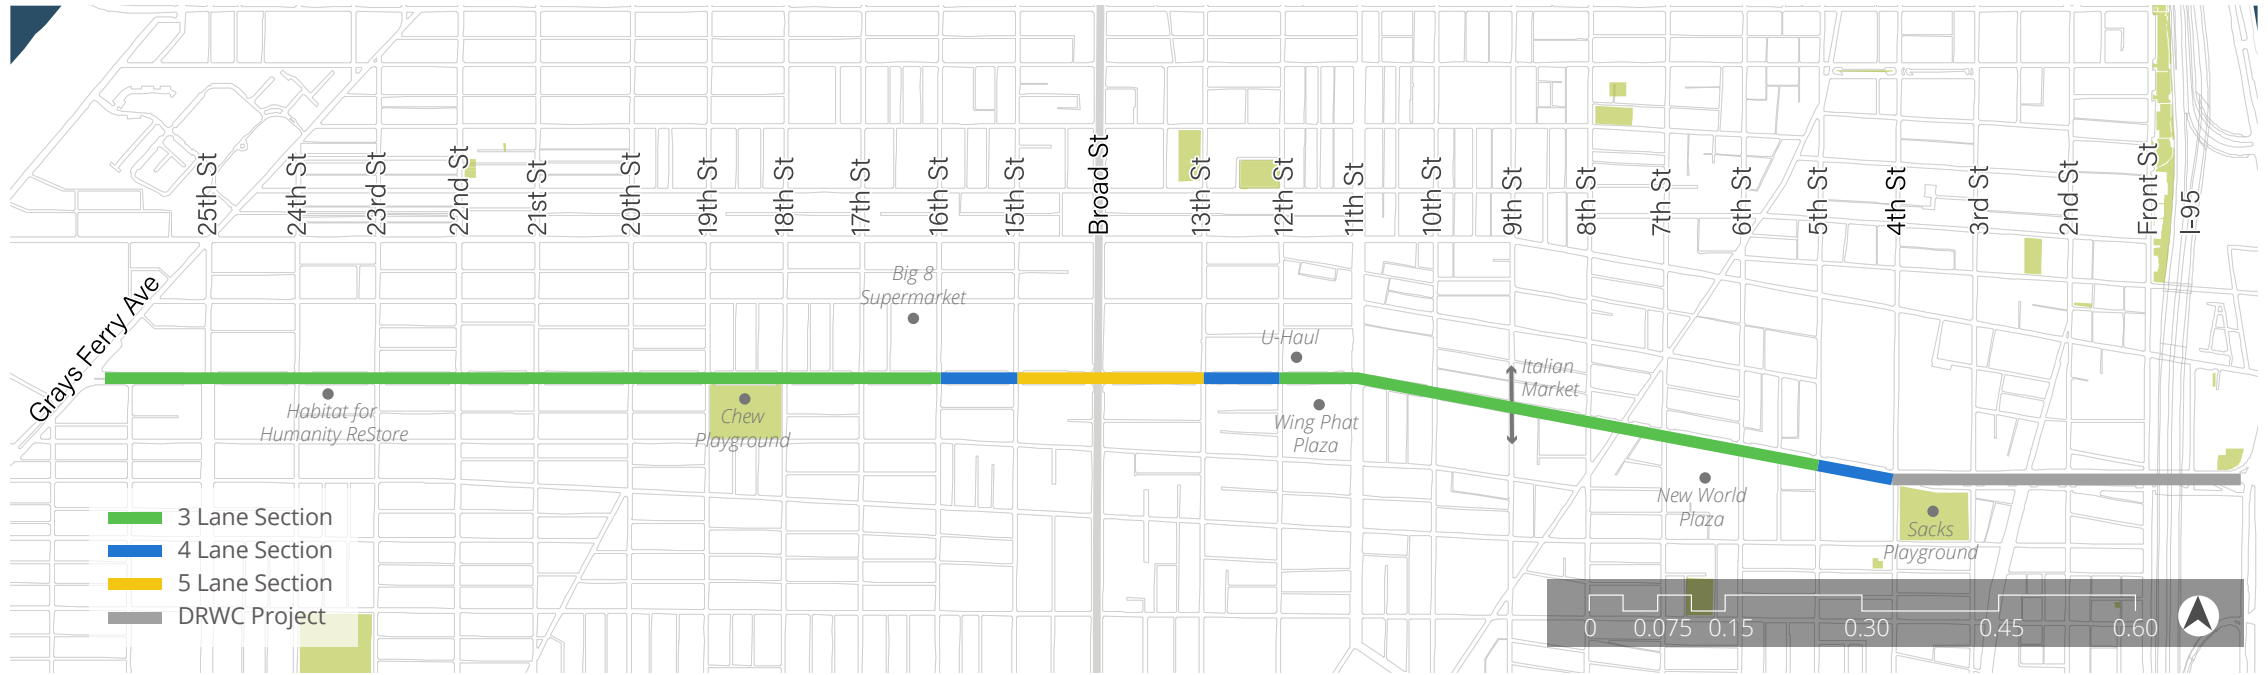 25th St
24th St
23rd St
22nd St
21st St
20th St
19th St
18th St
17th St
16th St
15th St
Broad St
13th St
12th St
11th St
10th St
9th St
8th St
7th St
6th St
5th St
4th St
3rd St
2nd St
Front St
I-95
Grays Ferry Ave
Big 8
Supermarket
U-Haul
Italian
Market
Habitat for
Humanity ReStore
Chew
Playground
Wing Phat
Plaza
New World
Plaza
Sacks
Playground
3 Lane Section
4 Lane Section
5 Lane Section
DRWC Project
0 0.075 0.15 0.30 0.45 0.60